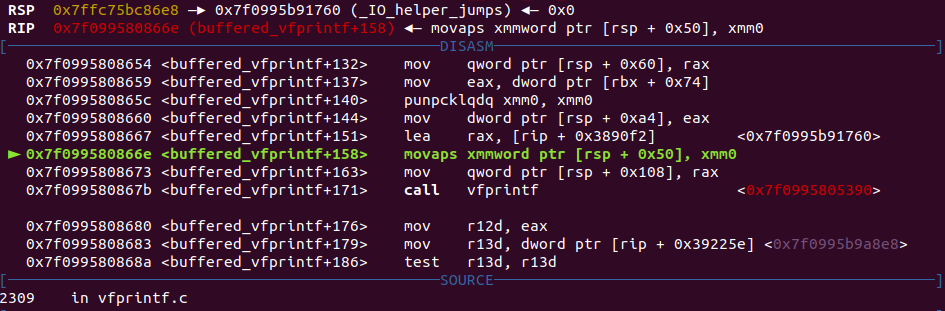 RSP 0x7ffc75bc86e8 —▸ 0x7f0995b91760 (_IO_helper_jumps) ◂— 0x0
RIP 0x7f099580866e (buffered_vfprintf+158) ◂— movaps xmmword ptr [rsp + 0x50], xmm0
[DISASM]
0x7f0995808654 <buffered_vfprintf+132> mov qword ptr [rsp + 0x60], rax
0x7f0995808659 <buffered_vfprintf+137> mov eax, dword ptr [rbx + 0x74]
0x7f099580865c <buffered_vfprintf+140> punpcklqdq xmm0, xmm0
0x7f0995808660 <buffered_vfprintf+144> mov dword ptr [rsp + 0xa4], eax
0x7f0995808667 <buffered_vfprintf+151> lea rax, [rip + 0x3890f2] <0x7f0995b91760>
► 0x7f099580866e <buffered_vfprintf+158> movaps xmmword ptr [rsp + 0x50], xmm0
0x7f0995808673 <buffered_vfprintf+163> mov qword ptr [rsp + 0x108], rax
0x7f099580867b <buffered_vfprintf+171> call vfprintf <0x7f0995805390>
0x7f0995808680 <buffered_vfprintf+176> mov r12d, eax
0x7f0995808683 <buffered_vfprintf+179> mov r13d, dword ptr [rip + 0x39225e] <0x7f0995b9a8e8>
0x7f099580868a <buffered_vfprintf+186> test r13d, r13d
[SOURCE]
2309 in vfprintf.c